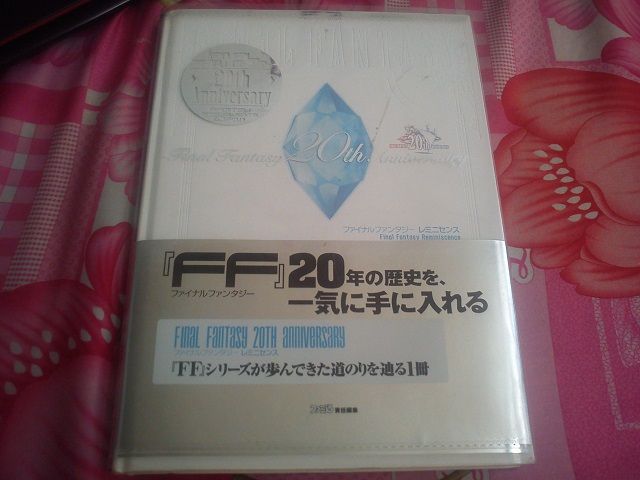 20th
Anniversary
Final Fantasy 20th Anniversary
20th
ファイナルファンタジー レミニセンス
Final Fantasy Reminiscence
『FF』20年の歴史を、
ファイナルファンタジー
一気に手に入れる
Final Fantasy 20TH Anniversary
ファイナルファンタジー レミニセンス
『FF』シリーズが歩んできた道のりを辿る1冊
ファミ通 責任編集